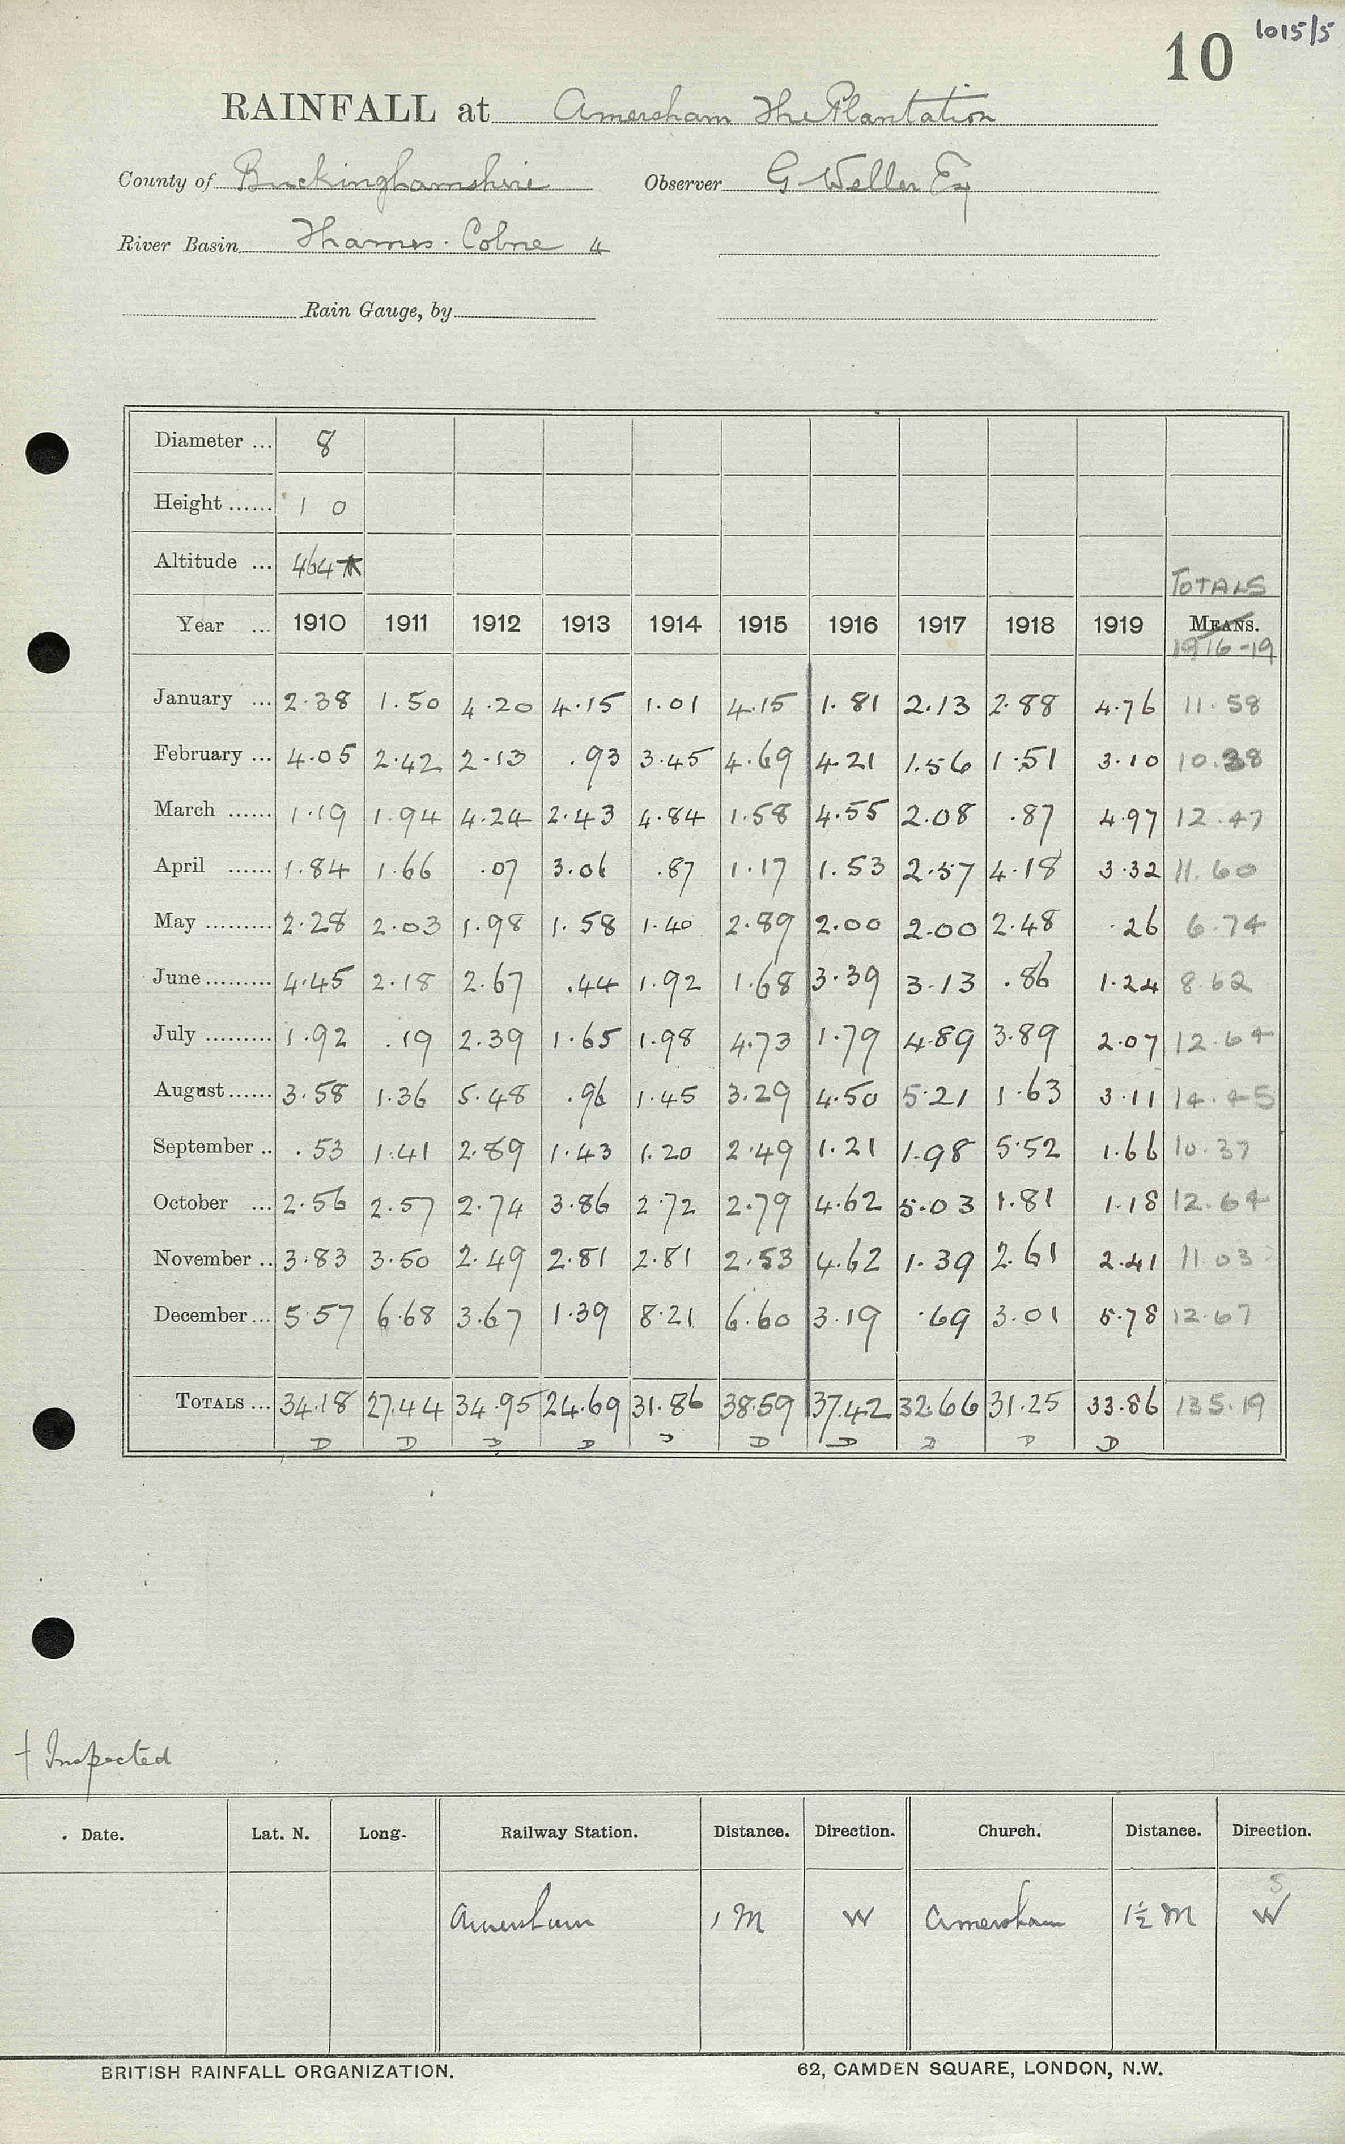 10 1015/5
RAINFALL at Amersham The Plantation
County of Buckinghamshire Observer G Weller Esq
River Basin Thames. Colne 4
Rain Gauge, by
Diameter ... 8
Height ...... 1 0
Altitude ... 464
TOTALS
Year ... 1910 1911 1912 1913 1914 1915 1916 1917 1918 1919 MEANS.
1916-19
January ... 2.38 1.50 4.20 4.15 1.01 4.15 1.81 2.13 2.88 4.76 11.58
February ... 4.05 2.42 2.13 .93 3.45 4.69 4.21 1.56 1.51 3.10 10.38
March ...... 1.19 1.94 4.24 2.43 4.84 1.58 4.55 2.08 .87 4.97 12.47
April ...... 1.84 1.66 .07 3.06 .87 1.17 1.53 2.57 4.18 3.32 11.60
May ......... 2.28 2.03 1.98 1.58 1.40 2.89 2.00 2.00 2.48 .26 6.74
June ......... 4.45 2.18 2.67 .44 1.92 1.68 3.39 3.13 .86 1.24 8.62
July ......... 1.92 .19 2.39 1.65 1.98 4.73 1.79 4.89 3.89 2.07 12.64
August ...... 3.58 1.36 5.48 .96 1.45 3.29 4.50 5.21 1.63 3.11 14.45
September .. .53 1.41 2.89 1.43 1.20 2.49 1.21 1.98 5.52 1.66 10.37
October ... 2.56 2.57 2.74 3.86 2.72 2.79 4.62 5.03 1.81 1.18 12.64
November .. 3.83 3.50 2.49 2.81 2.81 2.53 4.62 1.39 2.61 2.41 11.03
December ... 5.57 6.68 3.67 1.39 8.21 6.60 3.19 .69 3.01 5.78 12.67
TOTALS ... 34.18 27.44 34.95 24.69 31.86 38.59 37.42 32.66 31.25 33.86 135.19
D D D D D D D D D D
† Inspected
Date. Lat. N. Long. Railway Station. Distance. Direction. Church. Distance. Direction.
S
Amersham 1 M W Amersham 1½ M W
BRITISH RAINFALL ORGANIZATION. 62, CAMDEN SQUARE, LONDON, N.W.